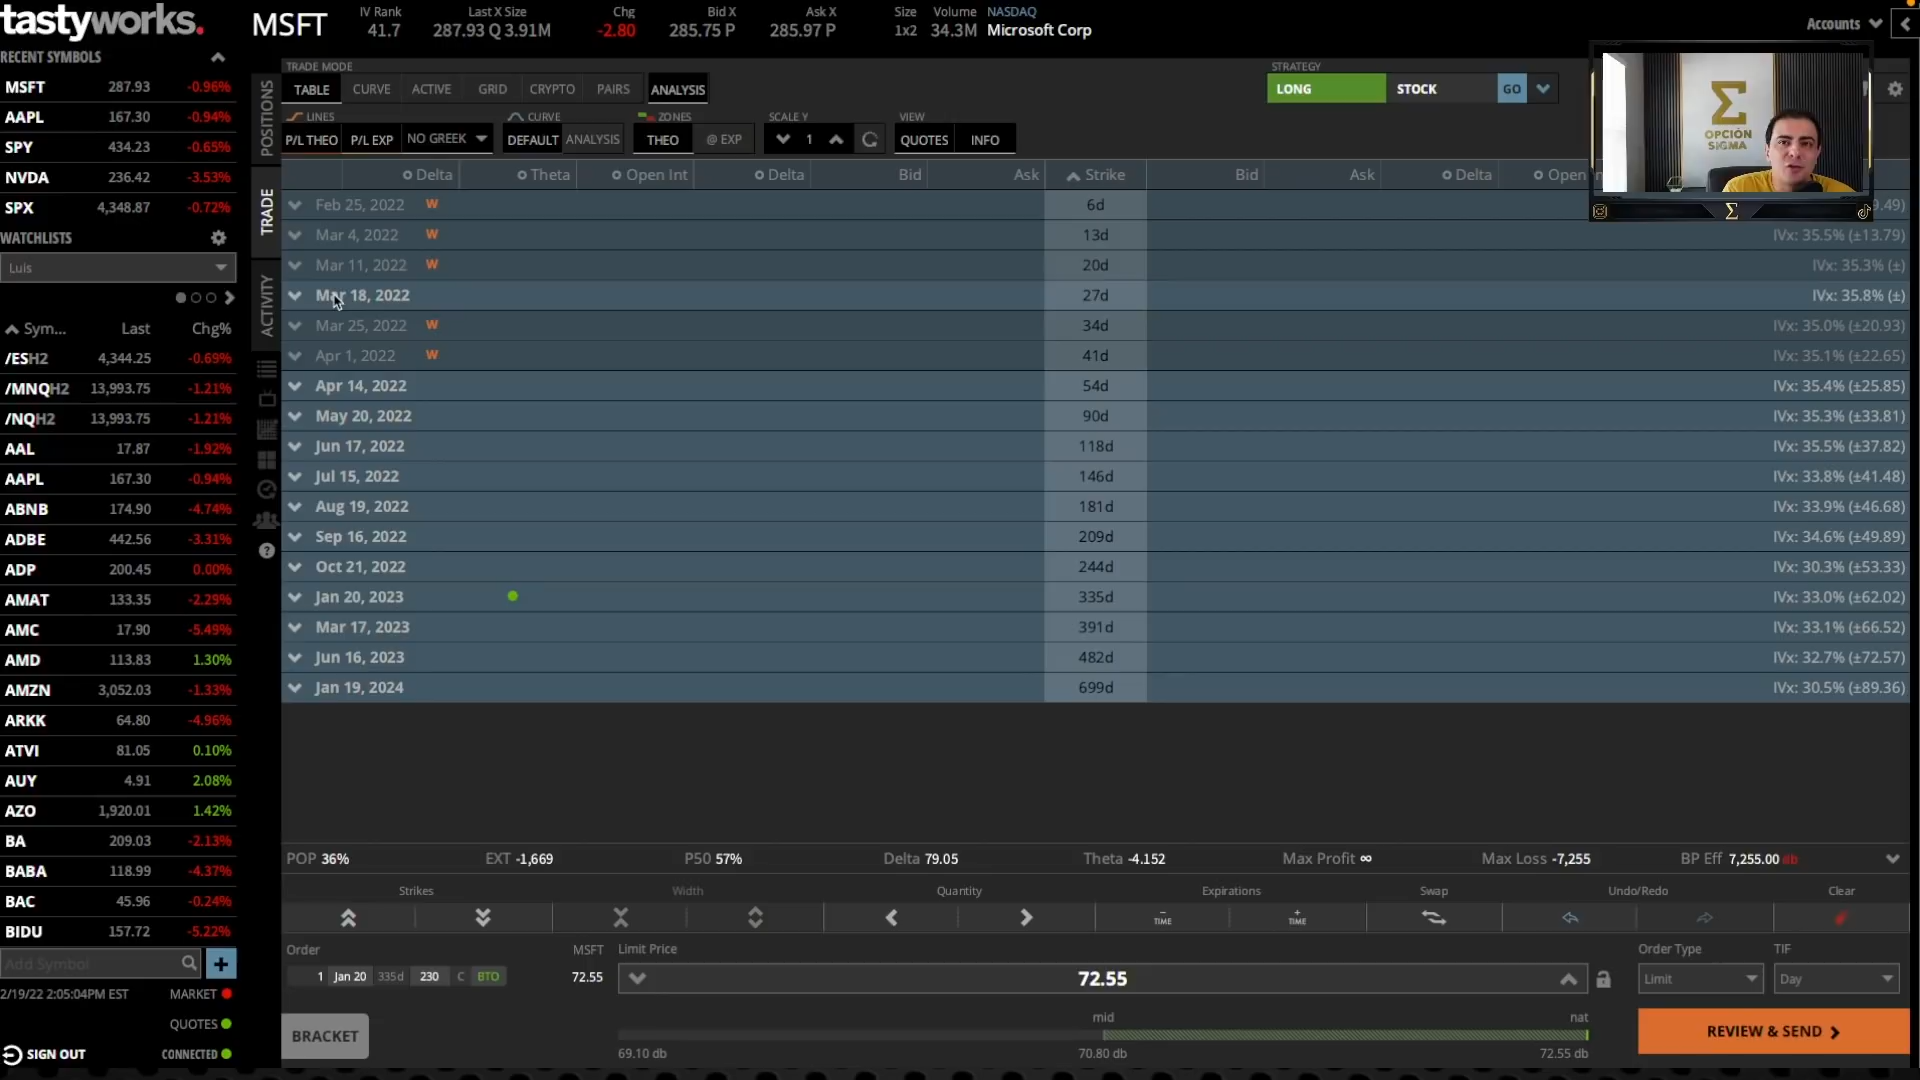 tastyworks.
MSFT
IV Rank
41.7
Last X Size
287.93 Q 3.91M
Chg
-2.80
Bid X
285.75 P
Ask X
285.97 P
Size
1x2
Volume
34.3M
NASDAQ
Microsoft Corp
Accounts
RECENT SYMBOLS
MSFT 287.93 -0.96%
AAPL 167.30 -0.94%
SPY 434.23 -0.65%
NVDA 236.42 -3.53%
SPX 4,348.87 -0.72%
WATCHLISTS
Luis
Sym... Last Chg%
/ESH2 4,344.25 -0.69%
/MNQH2 13,993.75 -1.21%
/NQH2 13,993.75 -1.21%
AAL 17.87 -1.92%
AAPL 167.30 -0.94%
ABNB 174.90 -4.74%
ADBE 442.56 -3.31%
ADP 200.45 0.00%
AMAT 133.35 -2.29%
AMC 17.90 -5.49%
AMD 113.83 1.30%
AMZN 3,052.03 -1.33%
ARKK 64.80 -4.96%
ATVI 81.05 0.10%
AUY 4.91 2.08%
AZO 1,920.01 1.42%
BA 209.03 -2.13%
BABA 118.99 -4.37%
BAC 45.96 -0.24%
BIDU 157.72 -5.22%
Add Symbol
2/19/22 2:05:04PM EST MARKET
QUOTES
SIGN OUT CONNECTED
POSITIONS
TRADE
ACTIVITY
TRADE MODE
TABLE CURVE ACTIVE GRID CRYPTO PAIRS ANALYSIS
STRATEGY
LONG STOCK GO
OPCIÓN
SIGMA
LINES CURVE ZONES SCALE Y VIEW
P/L THEO P/L EXP NO GREEK DEFAULT ANALYSIS THEO @ EXP 1 QUOTES INFO
Delta Theta Open Int Delta Bid Ask Strike Bid Ask Delta Open
Feb 25, 2022 W 6d 9.49)
Mar 4, 2022 W 13d IVx: 35.5% (±13.79)
Mar 11, 2022 W 20d IVx: 35.3% (±)
Mar 18, 2022 27d IVx: 35.8% (±)
Mar 25, 2022 W 34d IVx: 35.0% (±20.93)
Apr 1, 2022 W 41d IVx: 35.1% (±22.65)
Apr 14, 2022 54d IVx: 35.4% (±25.85)
May 20, 2022 90d IVx: 35.3% (±33.81)
Jun 17, 2022 118d IVx: 35.5% (±37.82)
Jul 15, 2022 146d IVx: 33.8% (±41.48)
Aug 19, 2022 181d IVx: 33.9% (±46.68)
Sep 16, 2022 209d IVx: 34.6% (±49.89)
Oct 21, 2022 244d IVx: 30.3% (±53.33)
Jan 20, 2023 335d IVx: 33.0% (±62.02)
Mar 17, 2023 391d IVx: 33.1% (±66.52)
Jun 16, 2023 482d IVx: 32.7% (±72.57)
Jan 19, 2024 699d IVx: 30.5% (±89.36)
POP 36% EXT -1,669 P50 57% Delta 79.05 Theta -4.152 Max Profit ∞ Max Loss -7,255 BP Eff 7,255.00 db
Strikes Width Quantity Expirations Swap Undo/Redo Clear
− TIME + TIME
Order MSFT Limit Price Order Type TIF
1 Jan 20 335d 230 C BTO 72.55 72.55 Limit Day
mid nat
BRACKET REVIEW & SEND
69.10 db 70.80 db 72.55 db